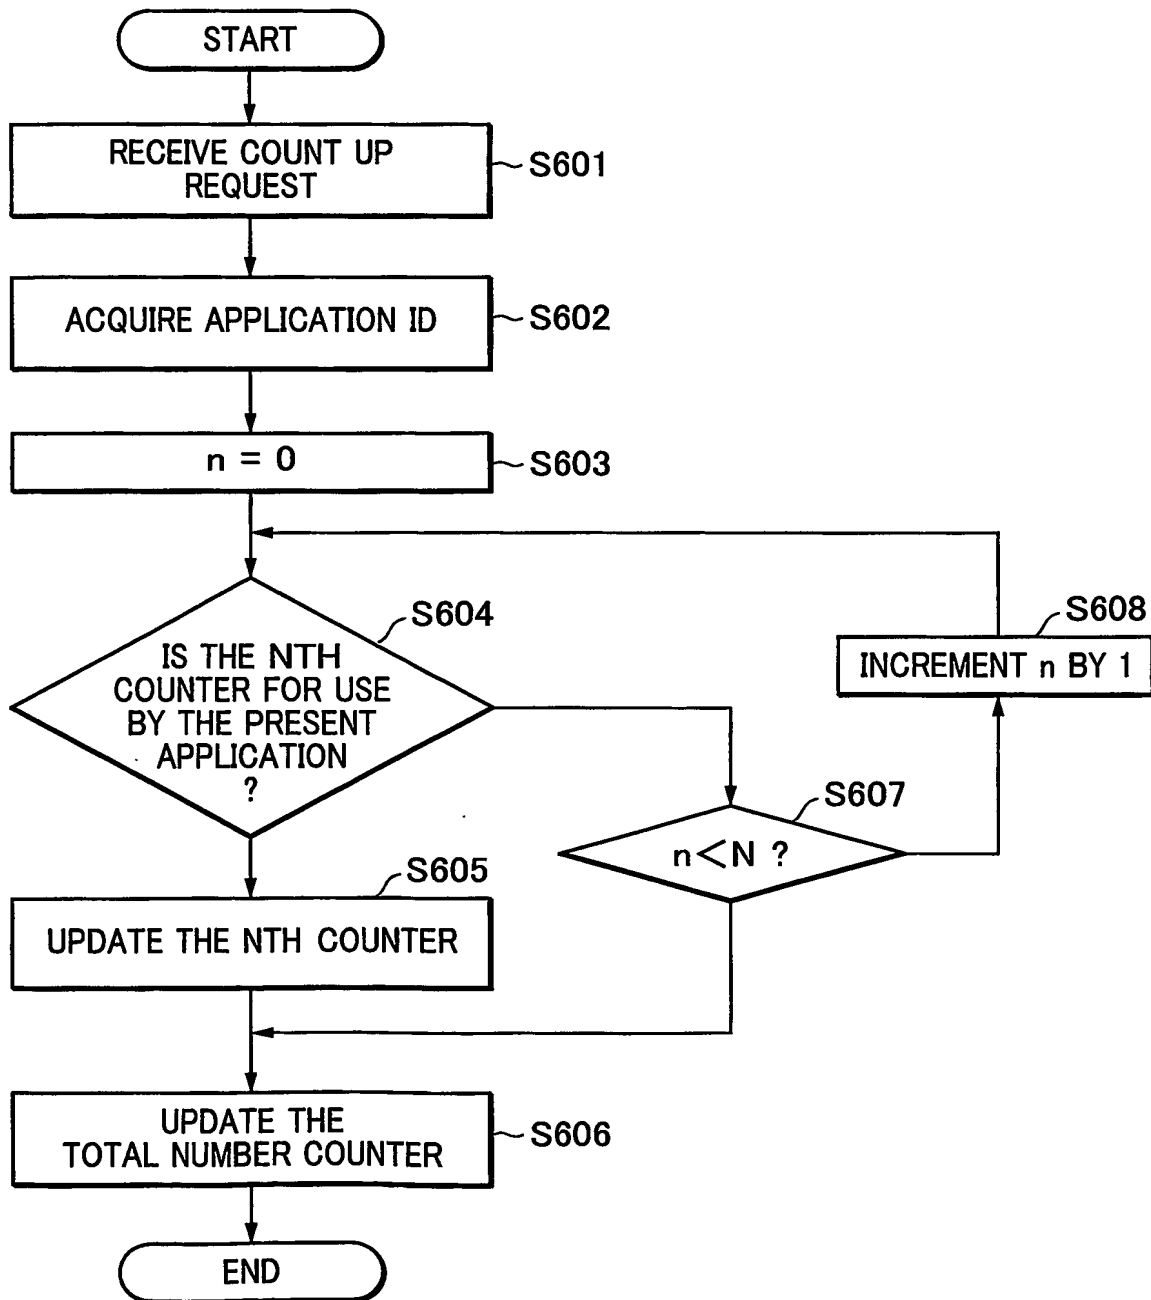 START
RECEIVE COUNT UP
REQUEST
S601
ACQUIRE APPLICATION ID
S602
n = 0
S603
S604
IS THE NTH
COUNTER FOR USE
BY THE PRESENT
APPLICATION
?
S608
INCREMENT n BY 1
S607
n<N ?
S605
UPDATE THE NTH COUNTER
UPDATE THE
TOTAL NUMBER COUNTER
S606
END